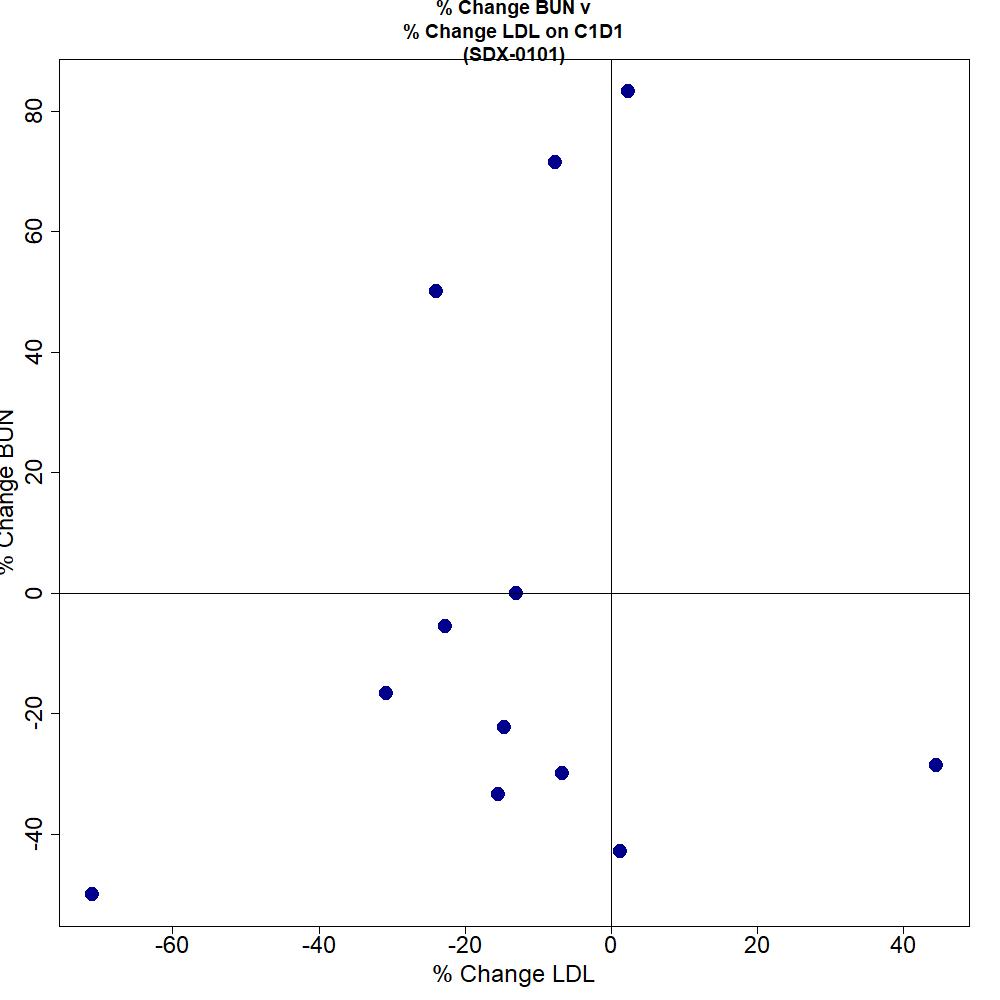 % Change BUN v
% Change LDL on C1D1
(SDX-0101)
% Change BUN
80
60
40
20
0
-20
-40
-60
-40
-20
0
20
40
% Change LDL